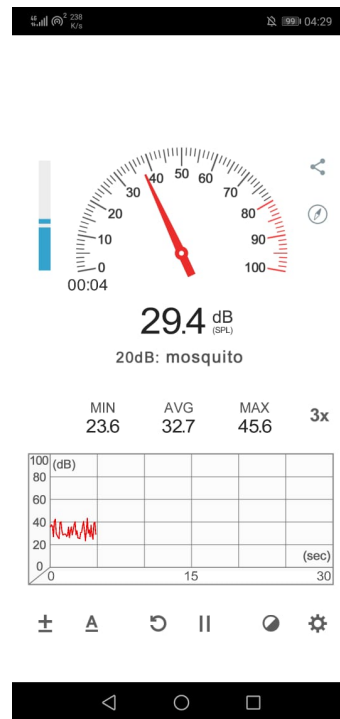 4G 2 238 K/s 99 04:29
40 50 60
30 70
20 80
10 90
0 100
00:04
29.4 dB (SPL)
20dB: mosquito
MIN AVG MAX 3x
23.6 32.7 45.6
100 (dB)
80
60
40
20
0 (sec)
0 15 30
± A